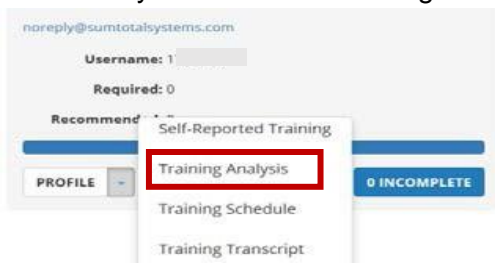 noreply@sumtotalsystems.com
Username: 1
Required: 0
Self-Reported Training
Training Analysis
PROFILE
0 INCOMPLETE
Training Schedule
Training Transcript